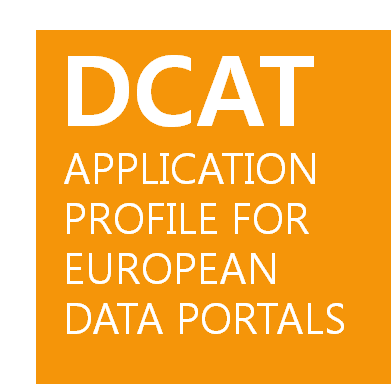 DCAT
APPLICATION
PROFILE FOR
EUROPEAN
DATA PORTALS